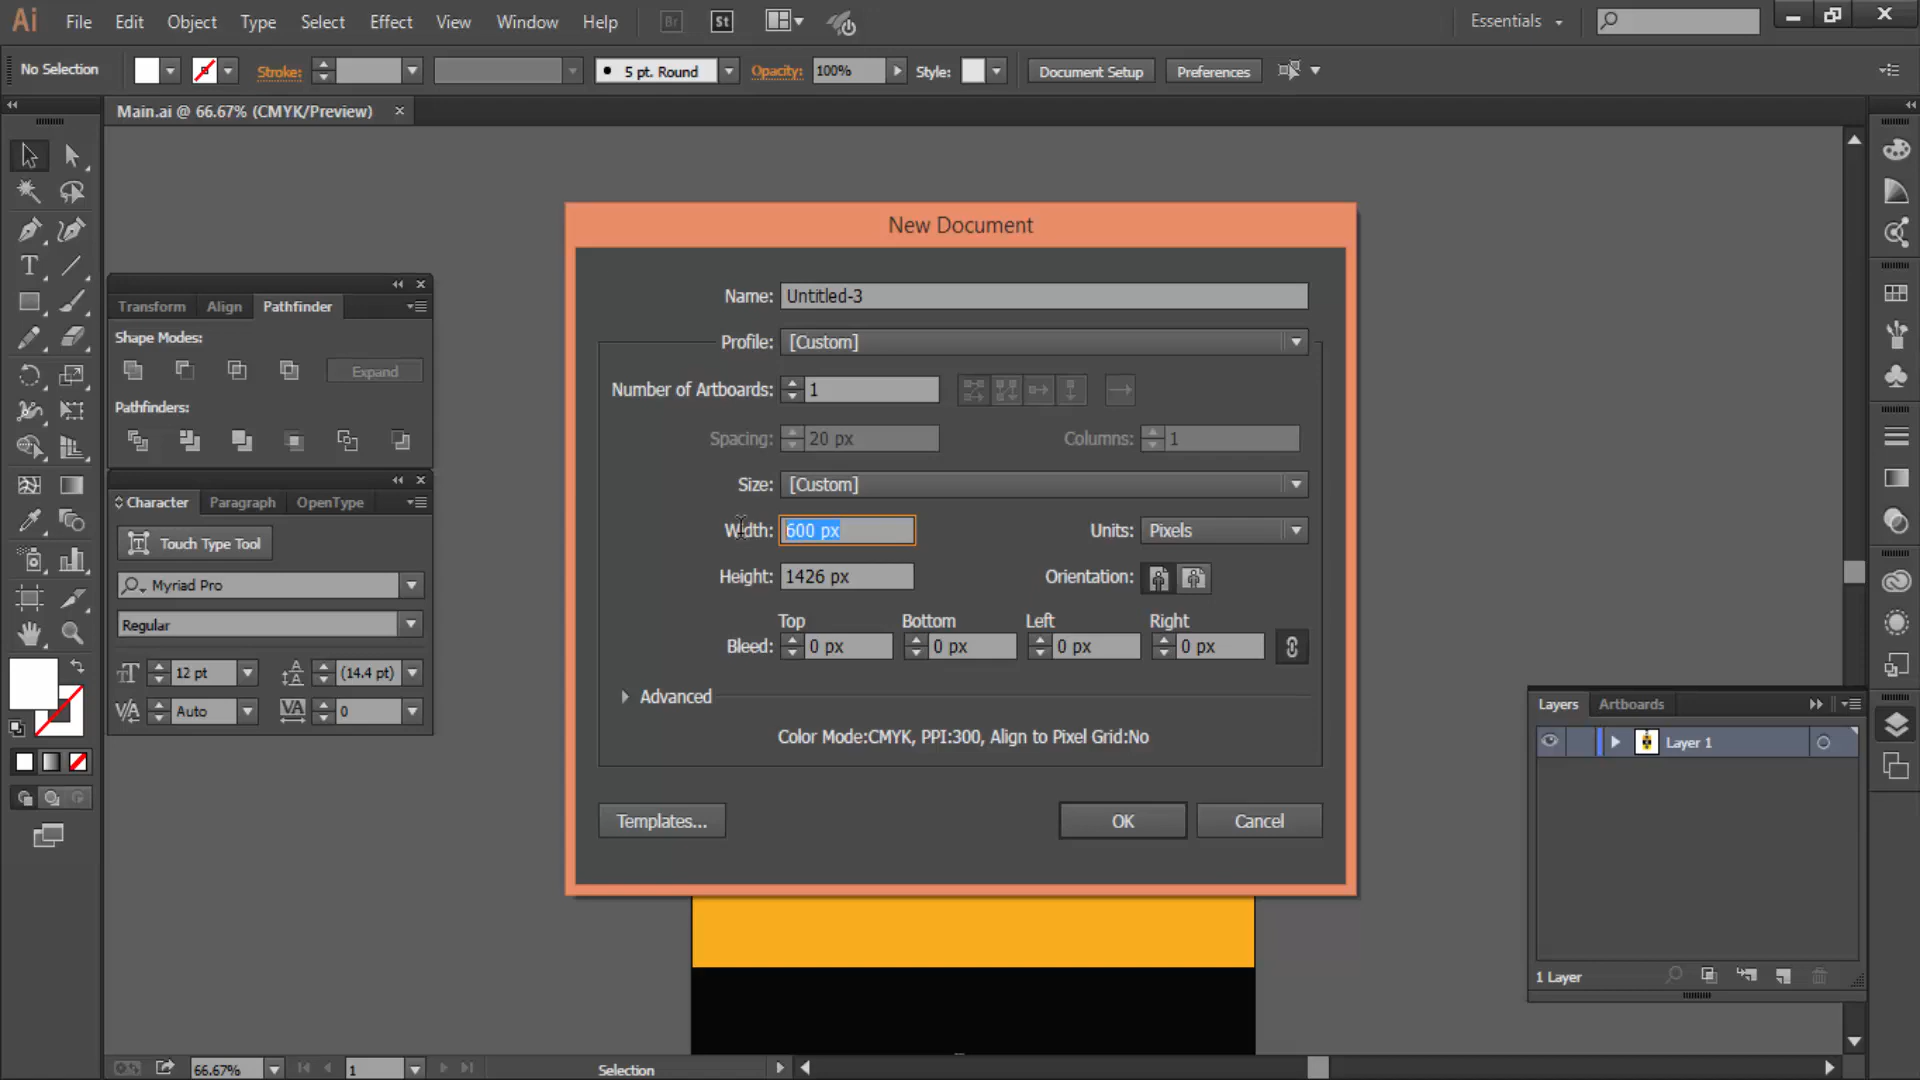 Ai File Edit Object Type Select Effect View Window Help Br St Essentials
No Selection Stroke: 5 pt. Round Opacity: 100% Style: Document Setup Preferences
Main.ai @ 66.67% (CMYK/Preview)
New Document
Name: Untitled-3
Profile: [Custom]
Number of Artboards: 1
Spacing: 20 px Columns: 1
Size: [Custom]
Width: 600 px Units: Pixels
Height: 1426 px Orientation:
Top Bottom Left Right
Bleed: 0 px 0 px 0 px 0 px
Advanced
Color Mode:CMYK, PPI:300, Align to Pixel Grid:No
Templates... OK Cancel
Transform Align Pathfinder
Shape Modes:
Expand
Pathfinders:
Character Paragraph OpenType
Touch Type Tool
Myriad Pro
Regular
12 pt (14.4 pt)
Auto 0
Layers Artboards
Layer 1
1 Layer
66.67% 1 Selection